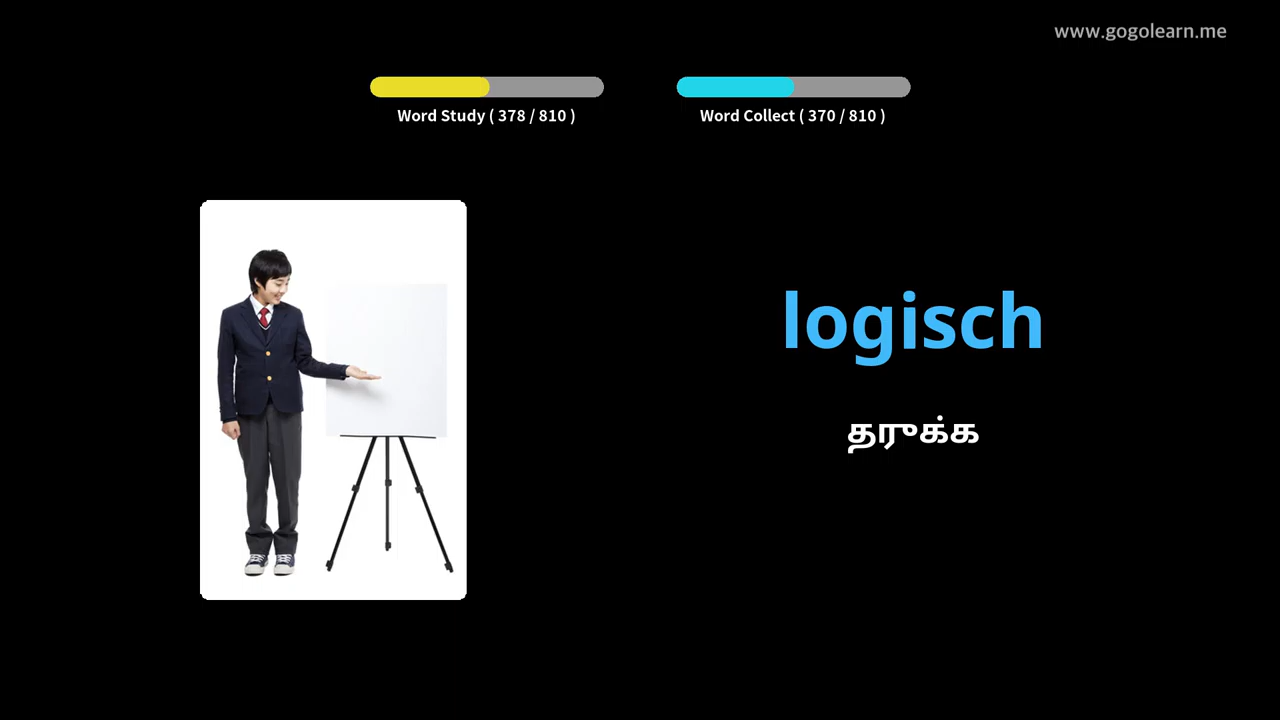 www.gogolearn.me
Word Study ( 378 / 810 )
Word Collect ( 370 / 810 )
logisch
தருக்க